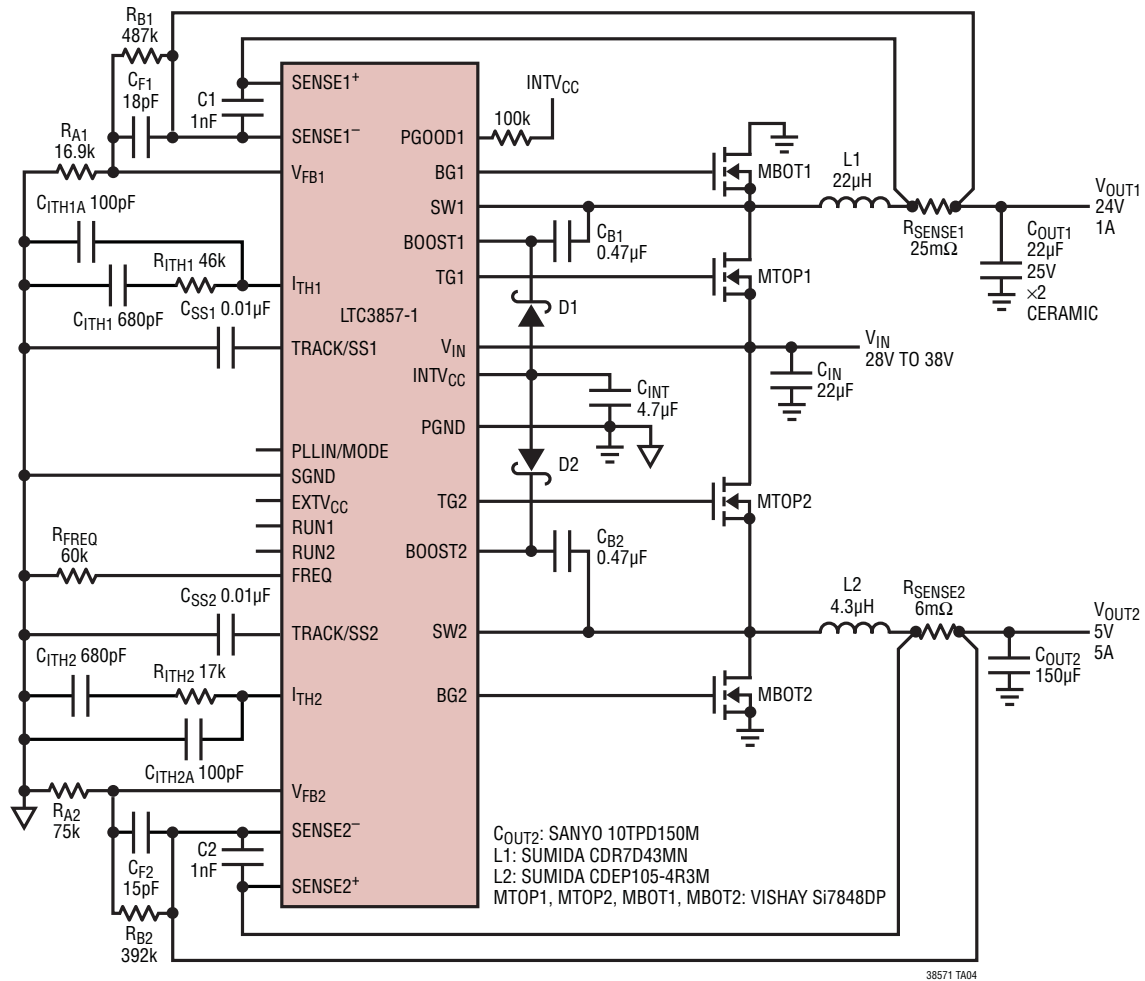 RB1
487k
CF1
18pF
RA1
16.9k
C1
1nF
CITH1A 100pF
RITH1 46k
CITH1 680pF
CSS1 0.01µF
RFREQ
60k
CSS2 0.01µF
CITH2 680pF
RITH2 17k
CITH2A 100pF
RA2
75k
CF2
15pF
RB2
392k
C2
1nF
SENSE1+
SENSE1–
VFB1
ITH1
LTC3857-1
TRACK/SS1
PLLIN/MODE
SGND
EXTVCC
RUN1
RUN2
FREQ
TRACK/SS2
ITH2
VFB2
SENSE2–
SENSE2+
PGOOD1
BG1
SW1
BOOST1
TG1
VIN
INTVCC
PGND
TG2
BOOST2
SW2
BG2
INTVCC
100k
CB1
0.47µF
D1
CINT
4.7µF
D2
CB2
0.47µF
MBOT1
MTOP1
MTOP2
MBOT2
L1
22µH
RSENSE1
25mΩ
VOUT1
24V
1A
COUT1
22µF
25V
×2
CERAMIC
VIN
28V TO 38V
CIN
22µF
L2
4.3µH
RSENSE2
6mΩ
VOUT2
5V
5A
COUT2
150µF
COUT2: SANYO 10TPD150M
L1: SUMIDA CDR7D43MN
L2: SUMIDA CDEP105-4R3M
MTOP1, MTOP2, MBOT1, MBOT2: VISHAY Si7848DP
38571 TA04